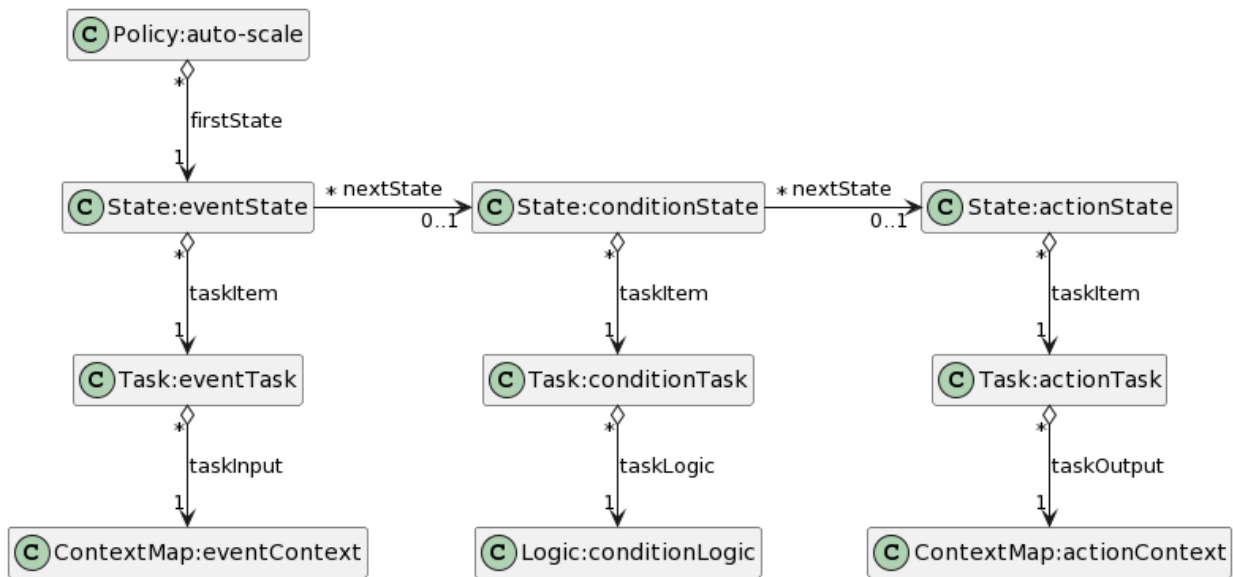 C Policy:auto-scale
*
firstState
1
C State:eventState
* nextState
0..1
C State:conditionState
* nextState
0..1
C State:actionState
*
taskItem
1
*
taskItem
1
*
taskItem
1
C Task:eventTask
C Task:conditionTask
C Task:actionTask
*
taskInput
1
*
taskLogic
1
*
taskOutput
1
C ContextMap:eventContext
C Logic:conditionLogic
C ContextMap:actionContext